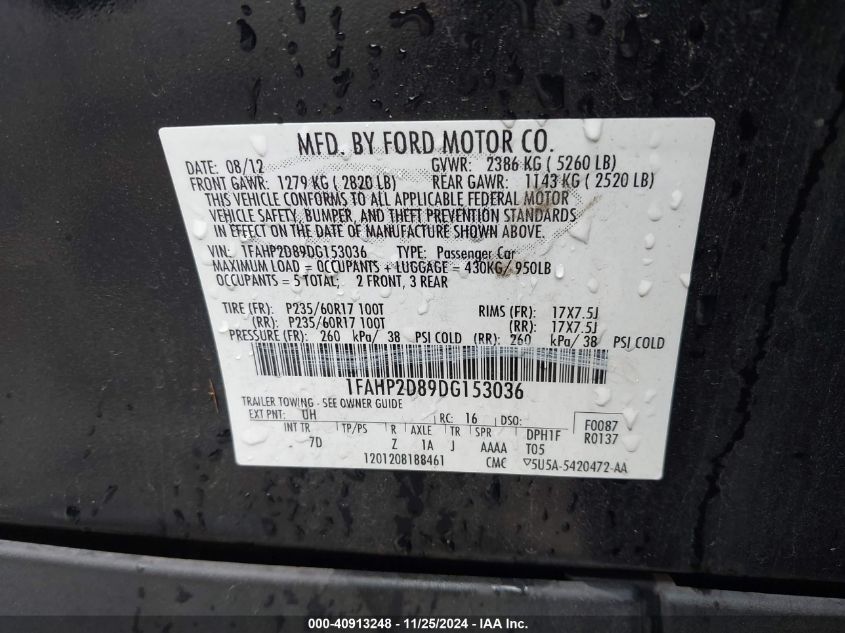 MFD. BY FORD MOTOR CO.
DATE: 08/12 GVWR: 2386 KG ( 5260 LB)
FRONT GAWR: 1279 KG ( 2820 LB) REAR GAWR: 1143 KG ( 2520 LB)
THIS VEHICLE CONFORMS TO ALL APPLICABLE FEDERAL MOTOR
VEHICLE SAFETY, BUMPER, AND THEFT PREVENTION STANDARDS
IN EFFECT ON THE DATE OF MANUFACTURE SHOWN ABOVE.
VIN: 1FAHP2D89DG153036 TYPE: Passenger Car
MAXIMUM LOAD = OCCUPANTS + LUGGAGE = 430KG/ 950LB
OCCUPANTS = 5 TOTAL: 2 FRONT, 3 REAR
TIRE (FR): P235/60R17 100T RIMS (FR): 17X7.5J
(RR): P235/60R17 100T (RR): 17X7.5J
PRESSURE (FR): 260 kPa/ 38 PSI COLD (RR): 260 kPa/ 38 PSI COLD
1FAHP2D89DG153036
TRAILER TOWING - SEE OWNER GUIDE
EXT PNT: UH RC: 16 DSO: F0087
INT TR TP/PS R AXLE TR SPR DPH1F R0137
7D Z 1A J AAAA T05
1201208188461 CMC ▽5U5A-5420472-AA
000-40913248 - 11/25/2024 - IAA Inc.